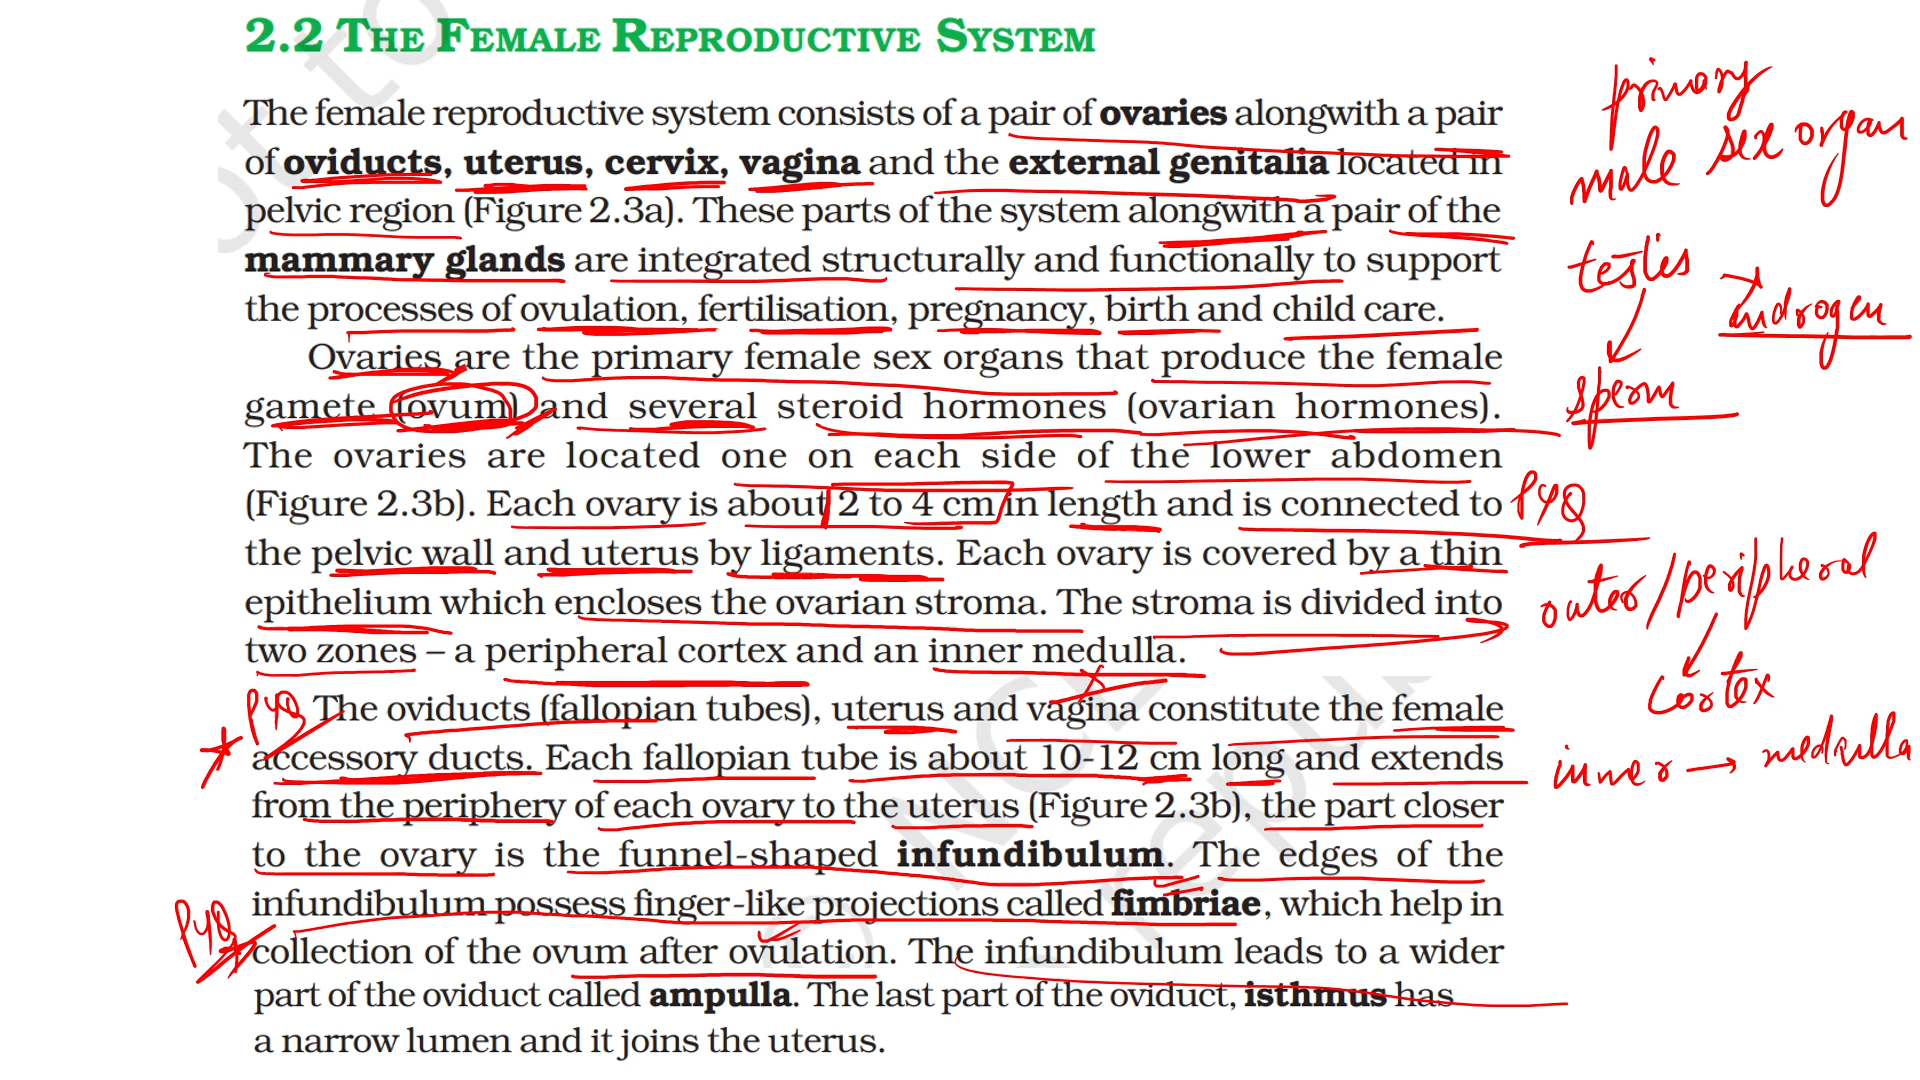 2.2 THE FEMALE REPRODUCTIVE SYSTEM
The female reproductive system consists of a pair of ovaries alongwith a pair
of oviducts, uterus, cervix, vagina and the external genitalia located in
pelvic region (Figure 2.3a). These parts of the system alongwith a pair of the
mammary glands are integrated structurally and functionally to support
the processes of ovulation, fertilisation, pregnancy, birth and child care.
Ovaries are the primary female sex organs that produce the female
gamete (ovum) and several steroid hormones (ovarian hormones).
The ovaries are located one on each side of the lower abdomen
(Figure 2.3b). Each ovary is about 2 to 4 cm in length and is connected to
the pelvic wall and uterus by ligaments. Each ovary is covered by a thin
epithelium which encloses the ovarian stroma. The stroma is divided into
two zones – a peripheral cortex and an inner medulla.
The oviducts (fallopian tubes), uterus and vagina constitute the female
accessory ducts. Each fallopian tube is about 10-12 cm long and extends
from the periphery of each ovary to the uterus (Figure 2.3b), the part closer
to the ovary is the funnel-shaped infundibulum. The edges of the
infundibulum possess finger-like projections called fimbriae, which help in
collection of the ovum after ovulation. The infundibulum leads to a wider
part of the oviduct called ampulla. The last part of the oviduct, isthmus has
a narrow lumen and it joins the uterus.
primary
male sex organ
testis
androgen
sperm
PYQ
outer/peripheral
cortex
inner → medulla
PYQ
PYQ